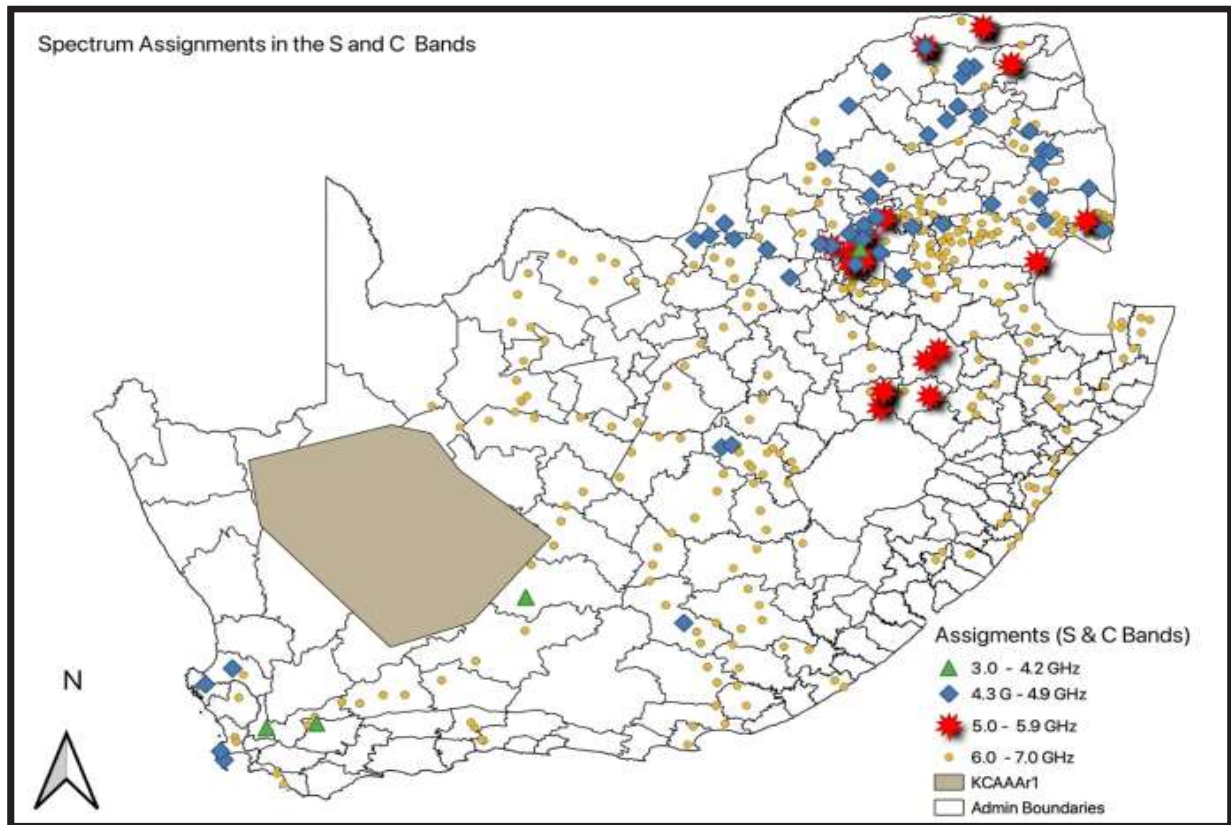 Spectrum Assignments in the S and C Bands
N
Assigments (S & C Bands)
3.0 - 4.2 GHz
4.3 G - 4.9 GHz
5.0 - 5.9 GHz
6.0 - 7.0 GHz
KCAAAr1
Admin Boundaries